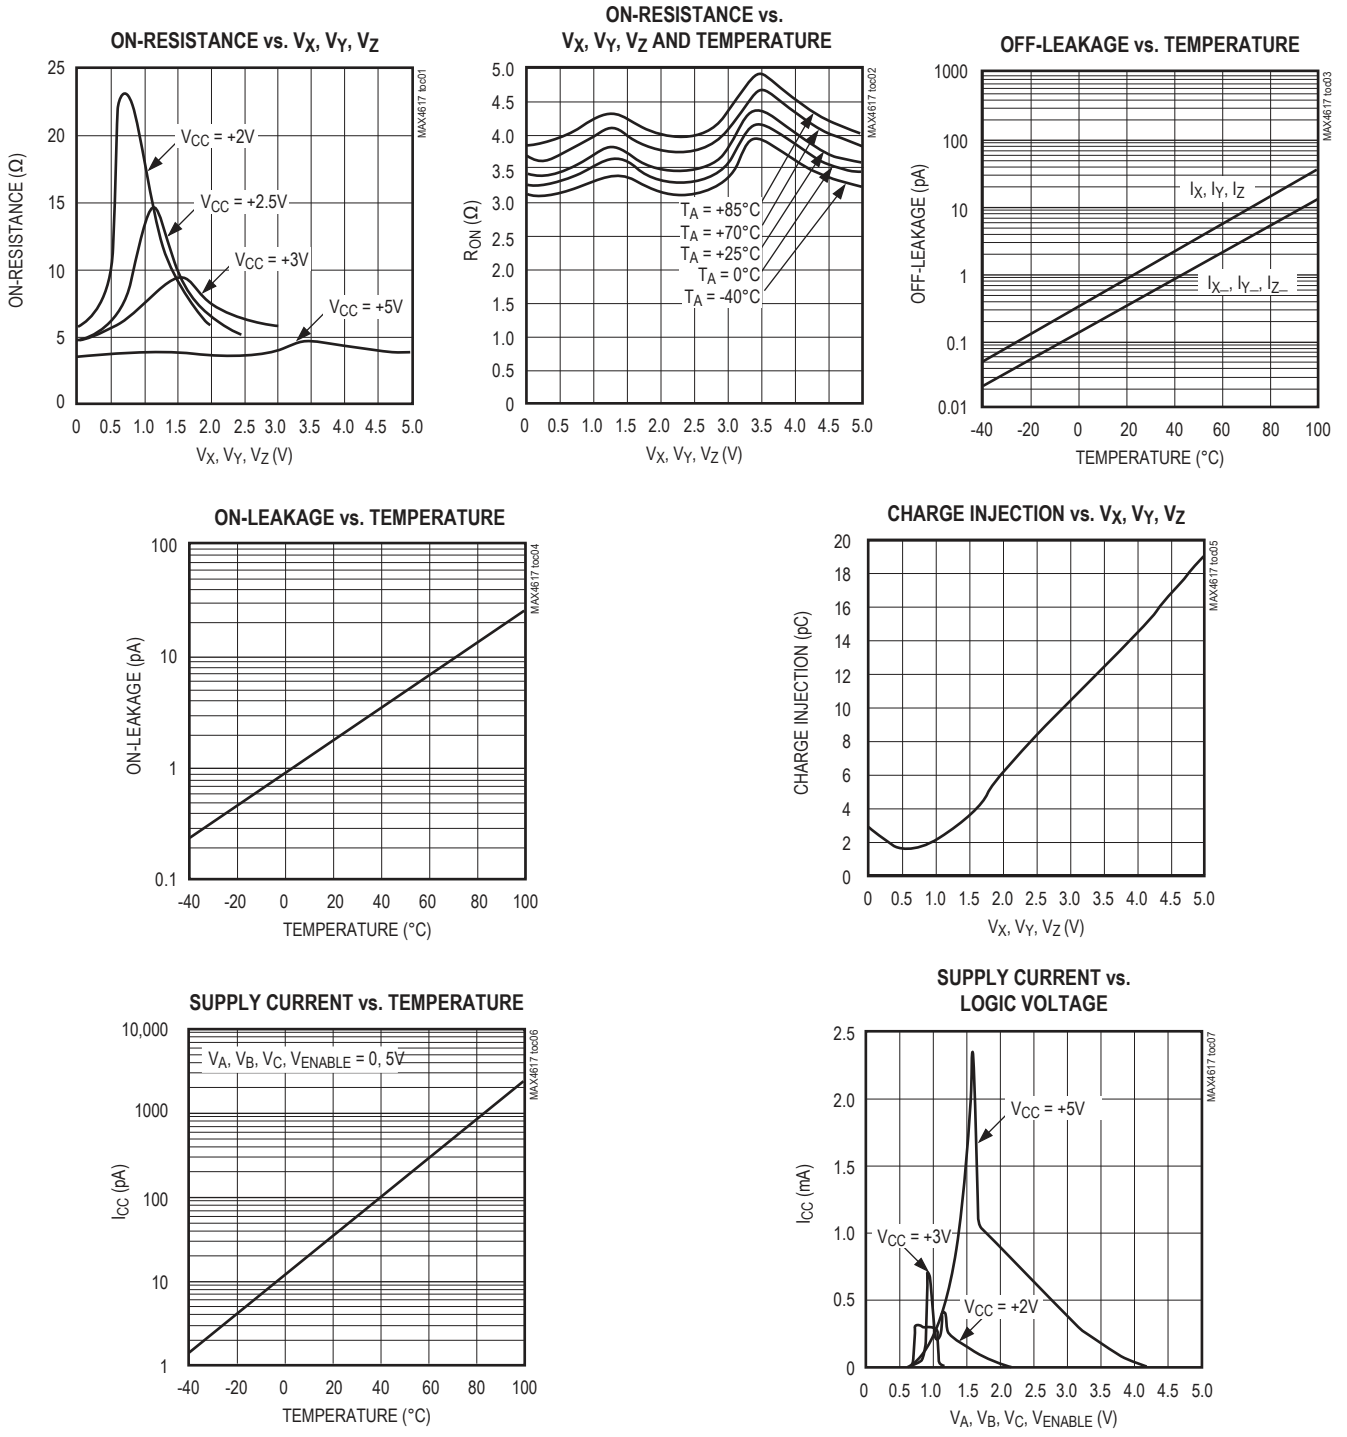 ON-RESISTANCE vs. VX, VY, VZ
ON-RESISTANCE (Ω)
25
20
15
10
5
0
VCC = +2V
VCC = +2.5V
VCC = +3V
VCC = +5V
0 0.5 1.0 1.5 2.0 2.5 3.0 3.5 4.0 4.5 5.0
VX, VY, VZ (V)
MAX4617 toc01
ON-RESISTANCE vs.
VX, VY, VZ AND TEMPERATURE
RON (Ω)
5.0
4.5
4.0
3.5
3.0
2.5
2.0
1.5
1.0
0.5
0
TA = +85°C
TA = +70°C
TA = +25°C
TA = 0°C
TA = -40°C
0 0.5 1.0 1.5 2.0 2.5 3.0 3.5 4.0 4.5 5.0
VX, VY, VZ (V)
MAX4617 toc02
OFF-LEAKAGE vs. TEMPERATURE
OFF-LEAKAGE (pA)
1000
100
10
1
0.1
0.01
IX, IY, IZ
IX_, IY_, IZ_
-40 -20 0 20 40 60 80 100
TEMPERATURE (°C)
MAX4617 toc03
ON-LEAKAGE vs. TEMPERATURE
ON-LEAKAGE (pA)
100
10
1
0.1
-40 -20 0 20 40 60 80 100
TEMPERATURE (°C)
MAX4617 toc04
CHARGE INJECTION vs. VX, VY, VZ
CHARGE INJECTION (pC)
20
18
16
14
12
10
8
6
4
2
0
0 0.5 1.0 1.5 2.0 2.5 3.0 3.5 4.0 4.5 5.0
VX, VY, VZ (V)
MAX4617 toc05
SUPPLY CURRENT vs. TEMPERATURE
ICC (pA)
10,000
1000
100
10
1
VA, VB, VC, VENABLE = 0, 5V
-40 -20 0 20 40 60 80 100
TEMPERATURE (°C)
MAX4617 toc06
SUPPLY CURRENT vs.
LOGIC VOLTAGE
ICC (mA)
2.5
2.0
1.5
1.0
0.5
0
VCC = +5V
VCC = +3V
VCC = +2V
0 0.5 1.0 1.5 2.0 2.5 3.0 3.5 4.0 4.5 5.0
VA, VB, VC, VENABLE (V)
MAX4617 toc07